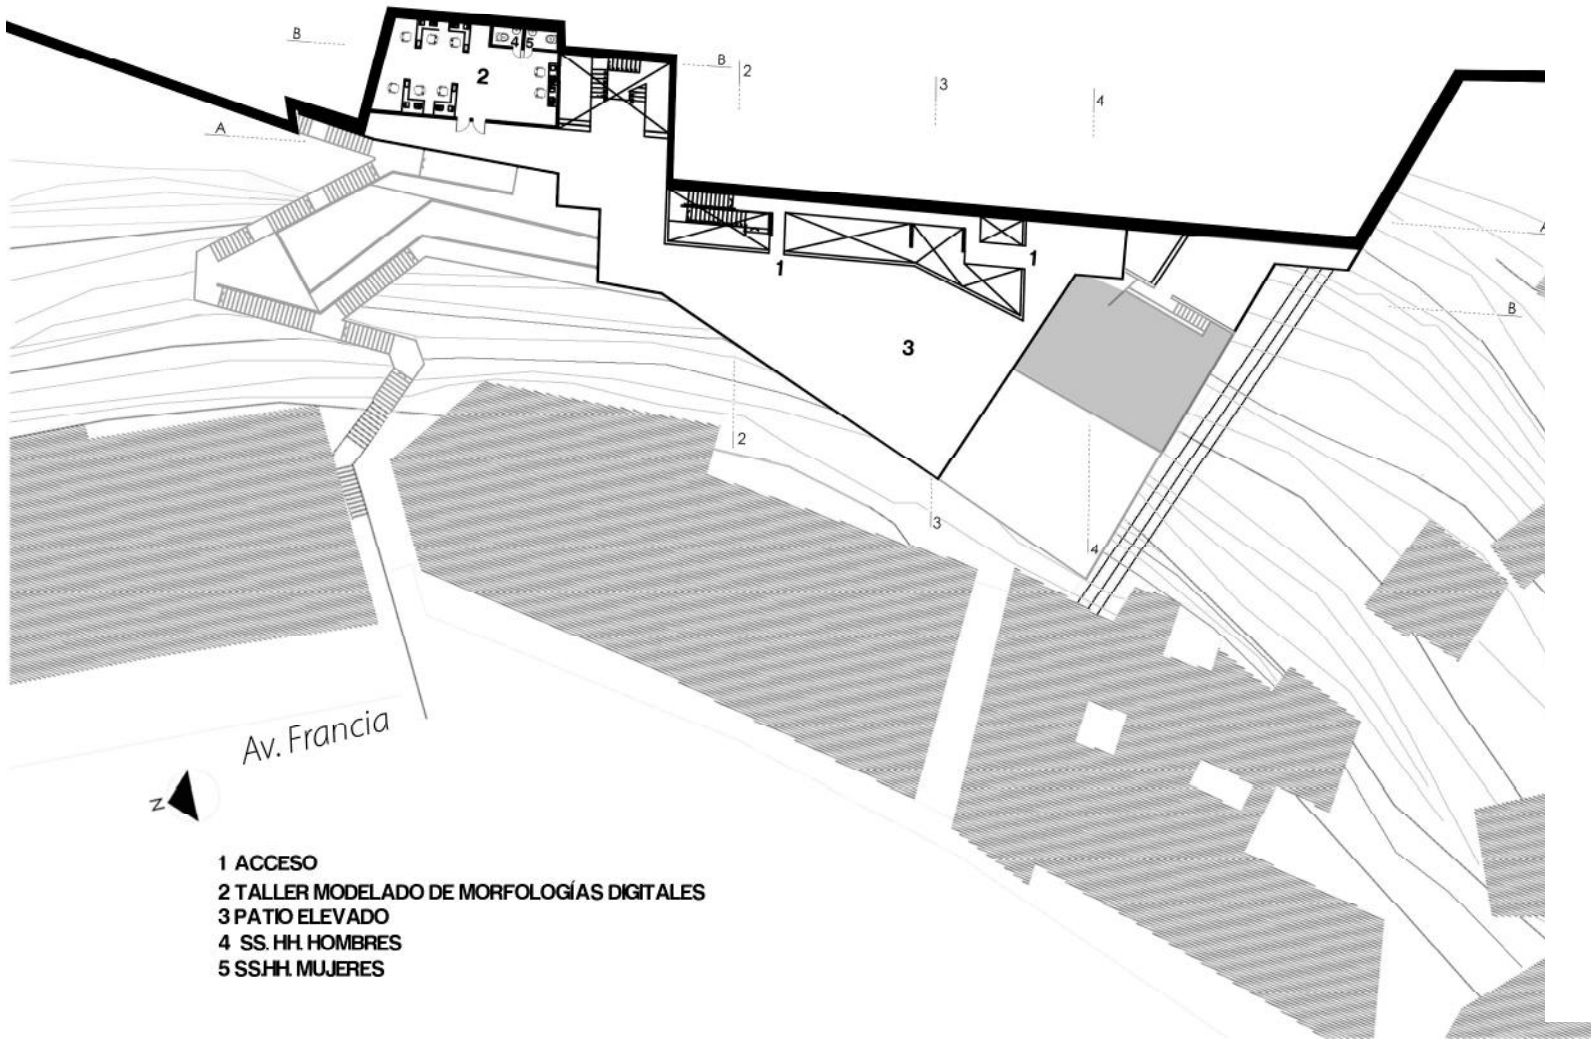 B
B
2
3
4
A
4 5
2
A
1
1
B
3
2
3
4
Av. Francia
N
1 ACCESO
2 TALLER MODELADO DE MORFOLOGÍAS DIGITALES
3 PATIO ELEVADO
4 SS. HH. HOMBRES
5 SS.HH. MUJERES